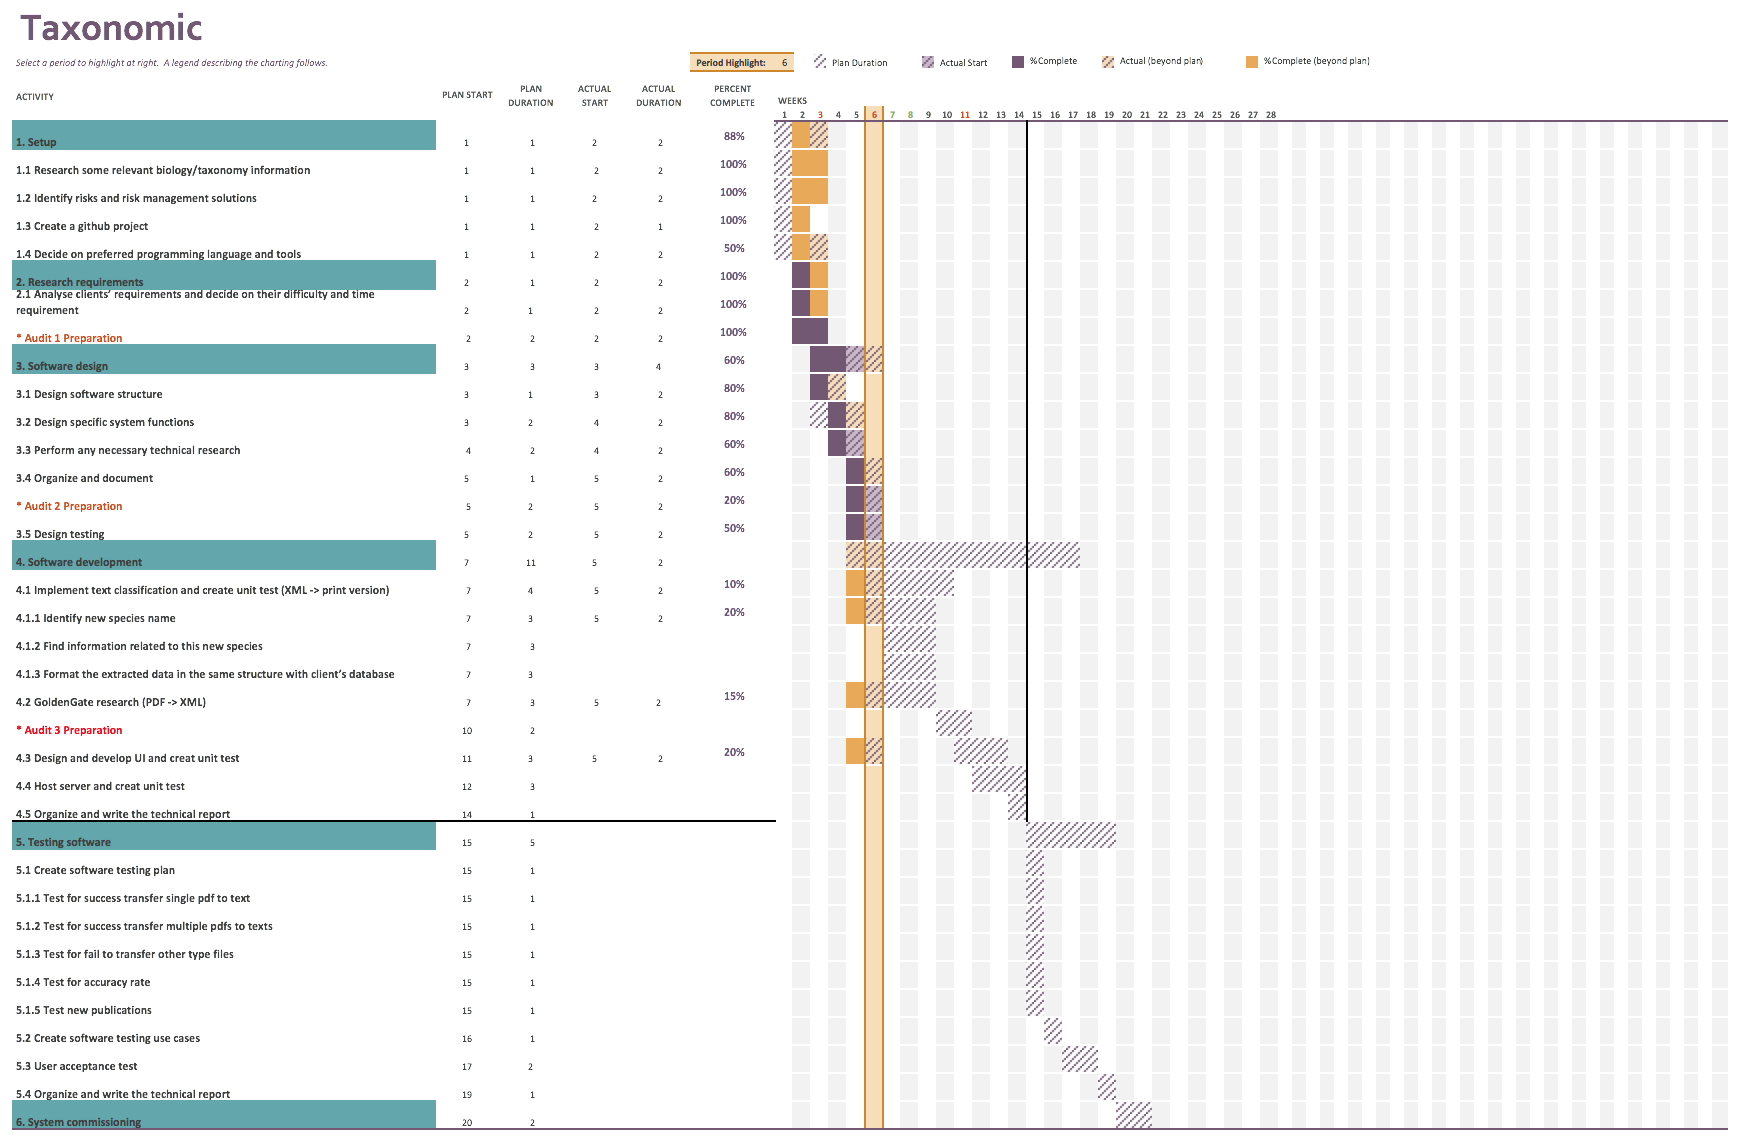 Taxonomic
Select a period to highlight at right.  A legend describing the charting follows.
Period Highlight: 6 Plan Duration Actual Start %Complete Actual (beyond plan) %Complete (beyond plan)
ACTIVITY PLAN START PLAN DURATION ACTUAL START ACTUAL DURATION PERCENT COMPLETE WEEKS
1 2 3 4 5 6 7 8 9 10 11 12 13 14 15 16 17 18 19 20 21 22 23 24 25 26 27 28
1. Setup 1 1 2 2 88%
1.1 Research some relevant biology/taxonomy information 1 1 2 2 100%
1.2 Identify risks and risk management solutions 1 1 2 2 100%
1.3 Create a github project 1 1 2 1 100%
1.4 Decide on preferred programming language and tools 1 1 2 2 50%
2. Research requirements 2 1 2 2 100%
2.1 Analyse clients' requirements and decide on their difficulty and time
requirement 2 1 2 2 100%
* Audit 1 Preparation 2 2 2 2 100%
3. Software design 3 3 3 4 60%
3.1 Design software structure 3 1 3 2 80%
3.2 Design specific system functions 3 2 4 2 80%
3.3 Perform any necessary technical research 4 2 4 2 60%
3.4 Organize and document 5 1 5 2 60%
* Audit 2 Preparation 5 2 5 2 20%
3.5 Design testing 5 2 5 2 50%
4. Software development 7 11 5 2
4.1 Implement text classification and create unit test (XML -> print version) 7 4 5 2 10%
4.1.1 Identify new species name 7 3 5 2 20%
4.1.2 Find information related to this new species 7 3
4.1.3 Format the extracted data in the same structure with client's database 7 3
4.2 GoldenGate research (PDF -> XML) 7 3 5 2 15%
* Audit 3 Preparation 10 2
4.3 Design and develop UI and creat unit test 11 3 5 2 20%
4.4 Host server and creat unit test 12 3
4.5 Organize and write the technical report 14 1
5. Testing software 15 5
5.1 Create software testing plan 15 1
5.1.1 Test for success transfer single pdf to text 15 1
5.1.2 Test for success transfer multiple pdfs to texts 15 1
5.1.3 Test for fail to transfer other type files 15 1
5.1.4 Test for accuracy rate 15 1
5.1.5 Test new publications 15 1
5.2 Create software testing use cases 16 1
5.3 User acceptance test 17 2
5.4 Organize and write the technical report 19 1
6. System commissioning 20 2